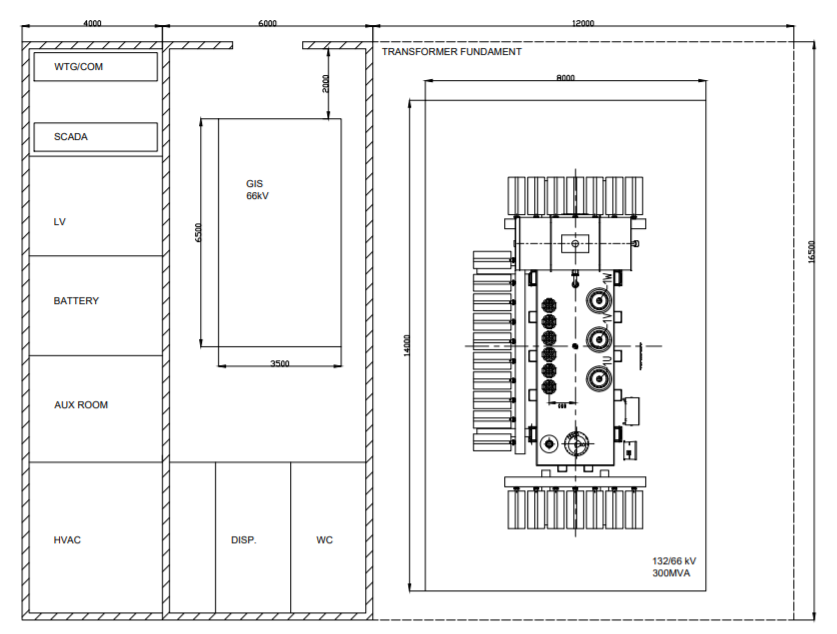 4000
6000
12000
TRANSFORMER FUNDAMENT
WTG/COM
8000
2000
SCADA
GIS
66kV
LV
6500
16500
1W
BATTERY
1V
14000
3500
1U
AUX ROOM
HVAC
DISP.
WC
132/66 kV
300MVA